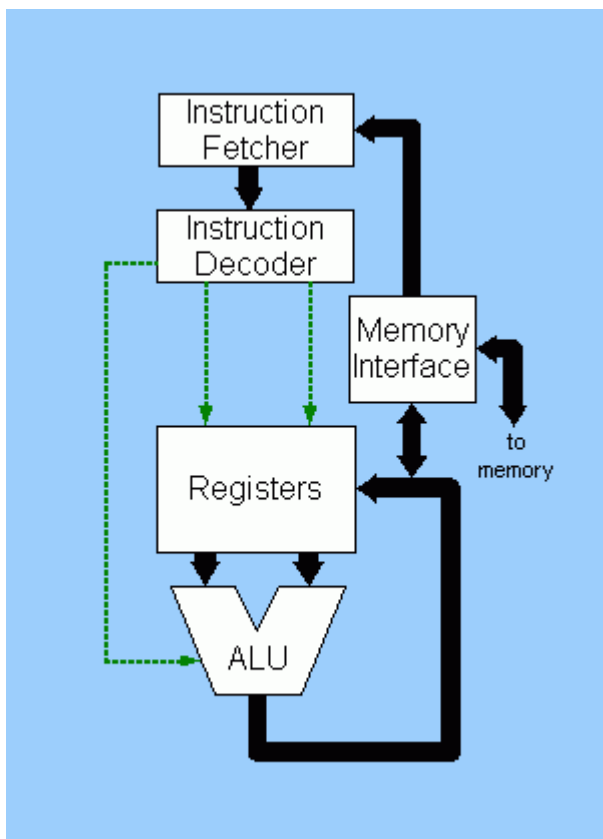 Instruction
Fetcher
Instruction
Decoder
Memory
Interface
to
memory
Registers
ALU